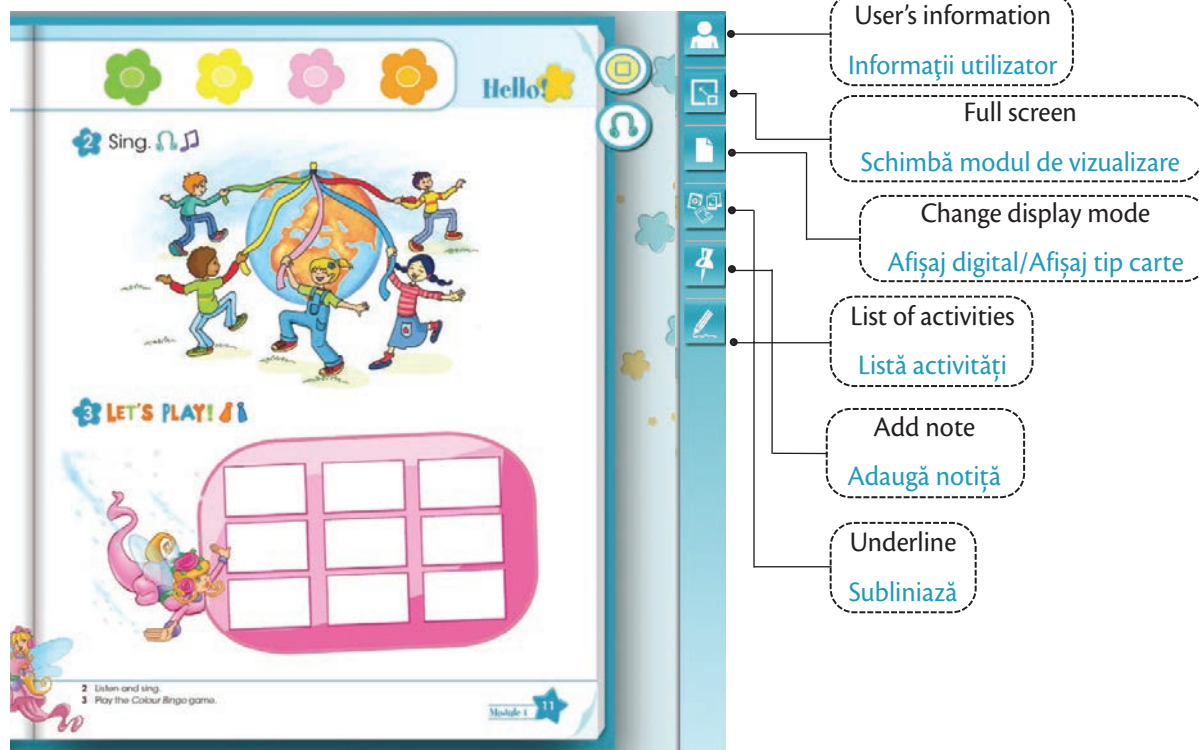 Hello!
2 Sing.
3 LET'S PLAY!
2 Listen and sing.
3 Play the Colour Bingo game.
Module 1
11
User's information
Informaţii utilizator
Full screen
Schimbă modul de vizualizare
Change display mode
Afișaj digital/Afișaj tip carte
List of activities
Listă activități
Add note
Adaugă notiță
Underline
Subliniază